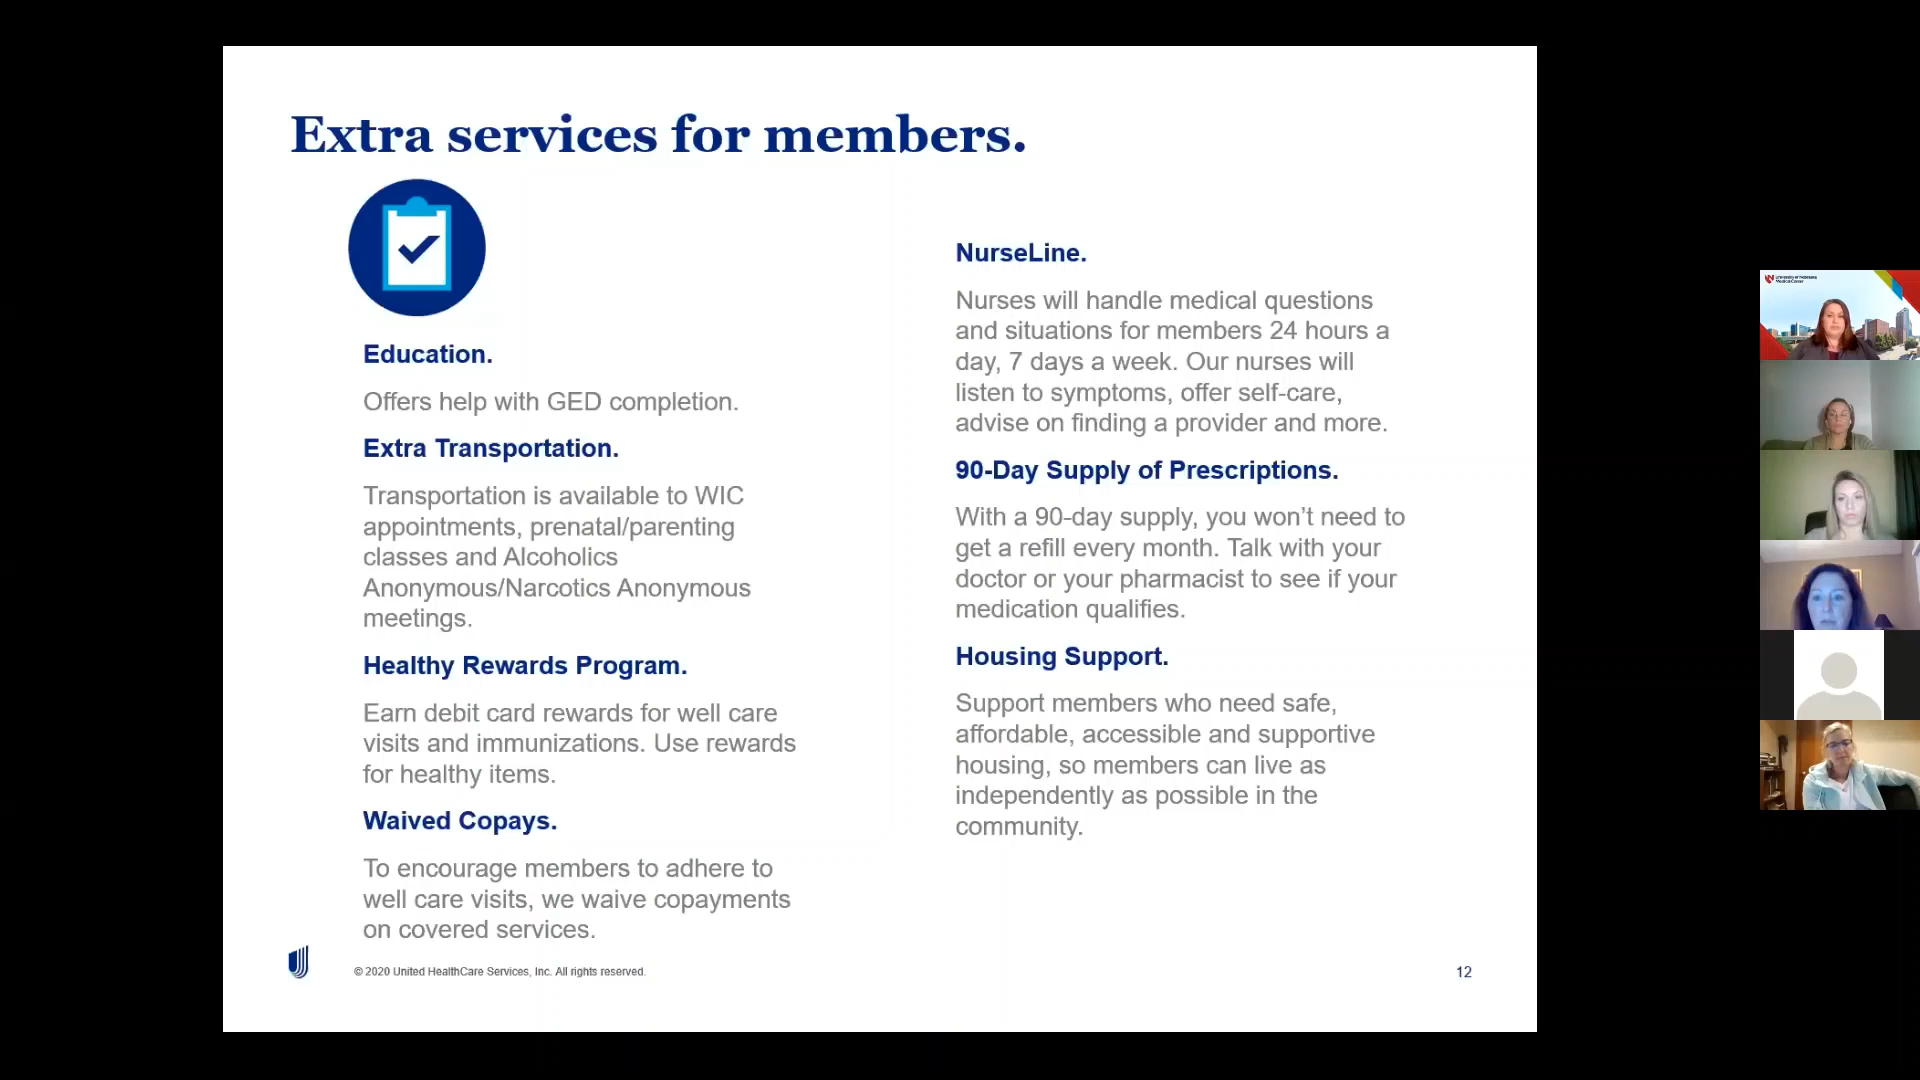 Extra services for members.
Education.
Offers help with GED completion.
Extra Transportation.
Transportation is available to WIC
appointments, prenatal/parenting
classes and Alcoholics
Anonymous/Narcotics Anonymous
meetings.
Healthy Rewards Program.
Earn debit card rewards for well care
visits and immunizations. Use rewards
for healthy items.
Waived Copays.
To encourage members to adhere to
well care visits, we waive copayments
on covered services.
NurseLine.
Nurses will handle medical questions
and situations for members 24 hours a
day, 7 days a week. Our nurses will
listen to symptoms, offer self-care,
advise on finding a provider and more.
90-Day Supply of Prescriptions.
With a 90-day supply, you won’t need to
get a refill every month. Talk with your
doctor or your pharmacist to see if your
medication qualifies.
Housing Support.
Support members who need safe,
affordable, accessible and supportive
housing, so members can live as
independently as possible in the
community.
© 2020 United HealthCare Services, Inc. All rights reserved.
12
University of Nebraska
Medical Center